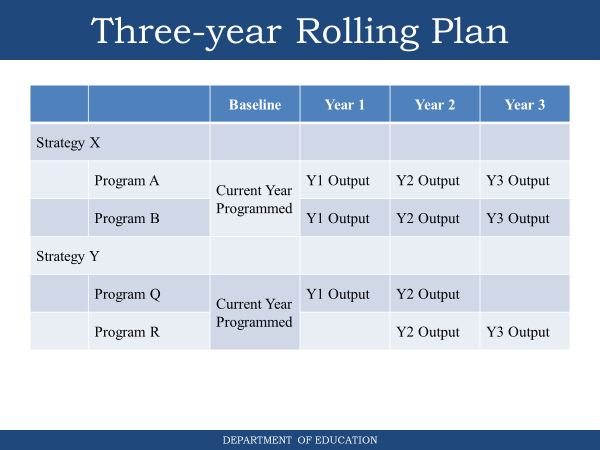 Three-year Rolling Plan
Baseline Year 1 Year 2 Year 3
Strategy X
Program A Y1 Output Y2 Output Y3 Output
Current Year
Programmed
Program B Y1 Output Y2 Output Y3 Output
Strategy Y
Program Q Y1 Output Y2 Output
Current Year
Programmed
Program R Y2 Output Y3 Output
DEPARTMENT OF EDUCATION